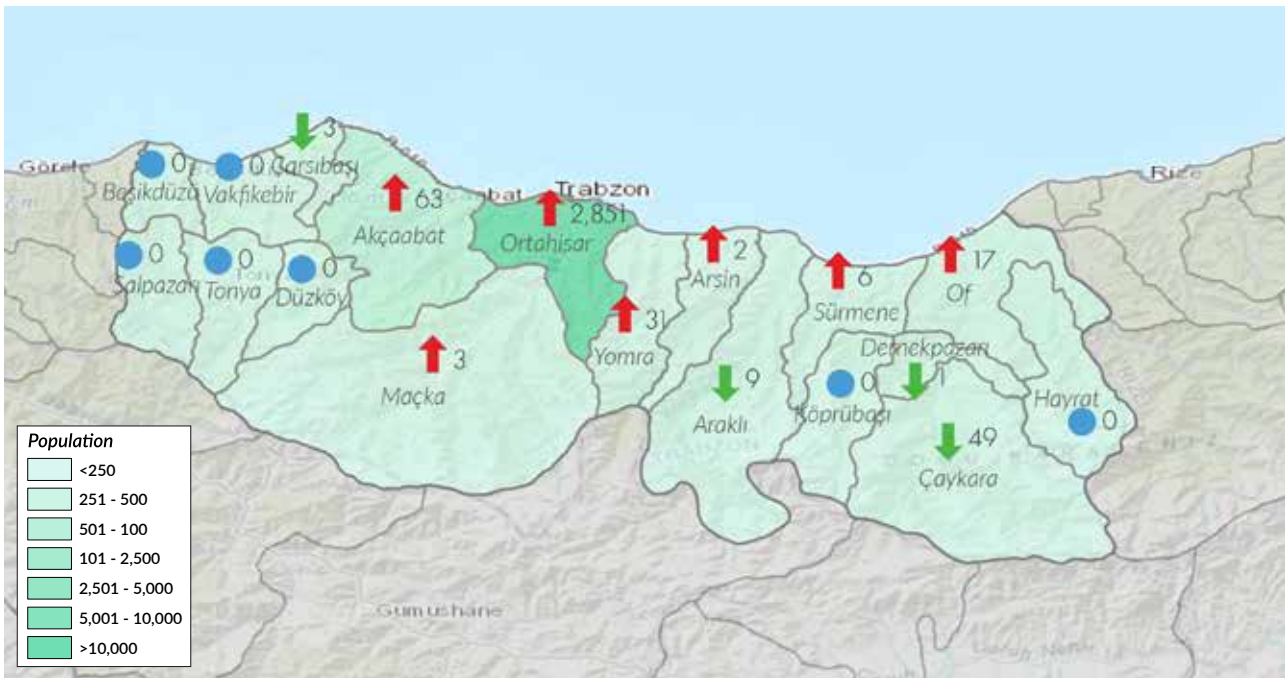 3
Görele
0
0
Çarşıbaşı
Rize
Beşikdüzü
Vakfıkebir
63
abat
Trabzon
2,851
Akçaabat
Ortahisar
2
17
0
0
0
Arsin
6
Of
Şalpazarı
Tonya
Düzköy
Sürmene
31
3
Yomra
Dernekpazarı
9
0
1
Maçka
Hayrat
Araklı
Köprübaşı
0
49
Çaykara
Population
<250
251 - 500
501 - 100
101 - 2,500
2,501 - 5,000
5,001 - 10,000
>10,000
Gumushane